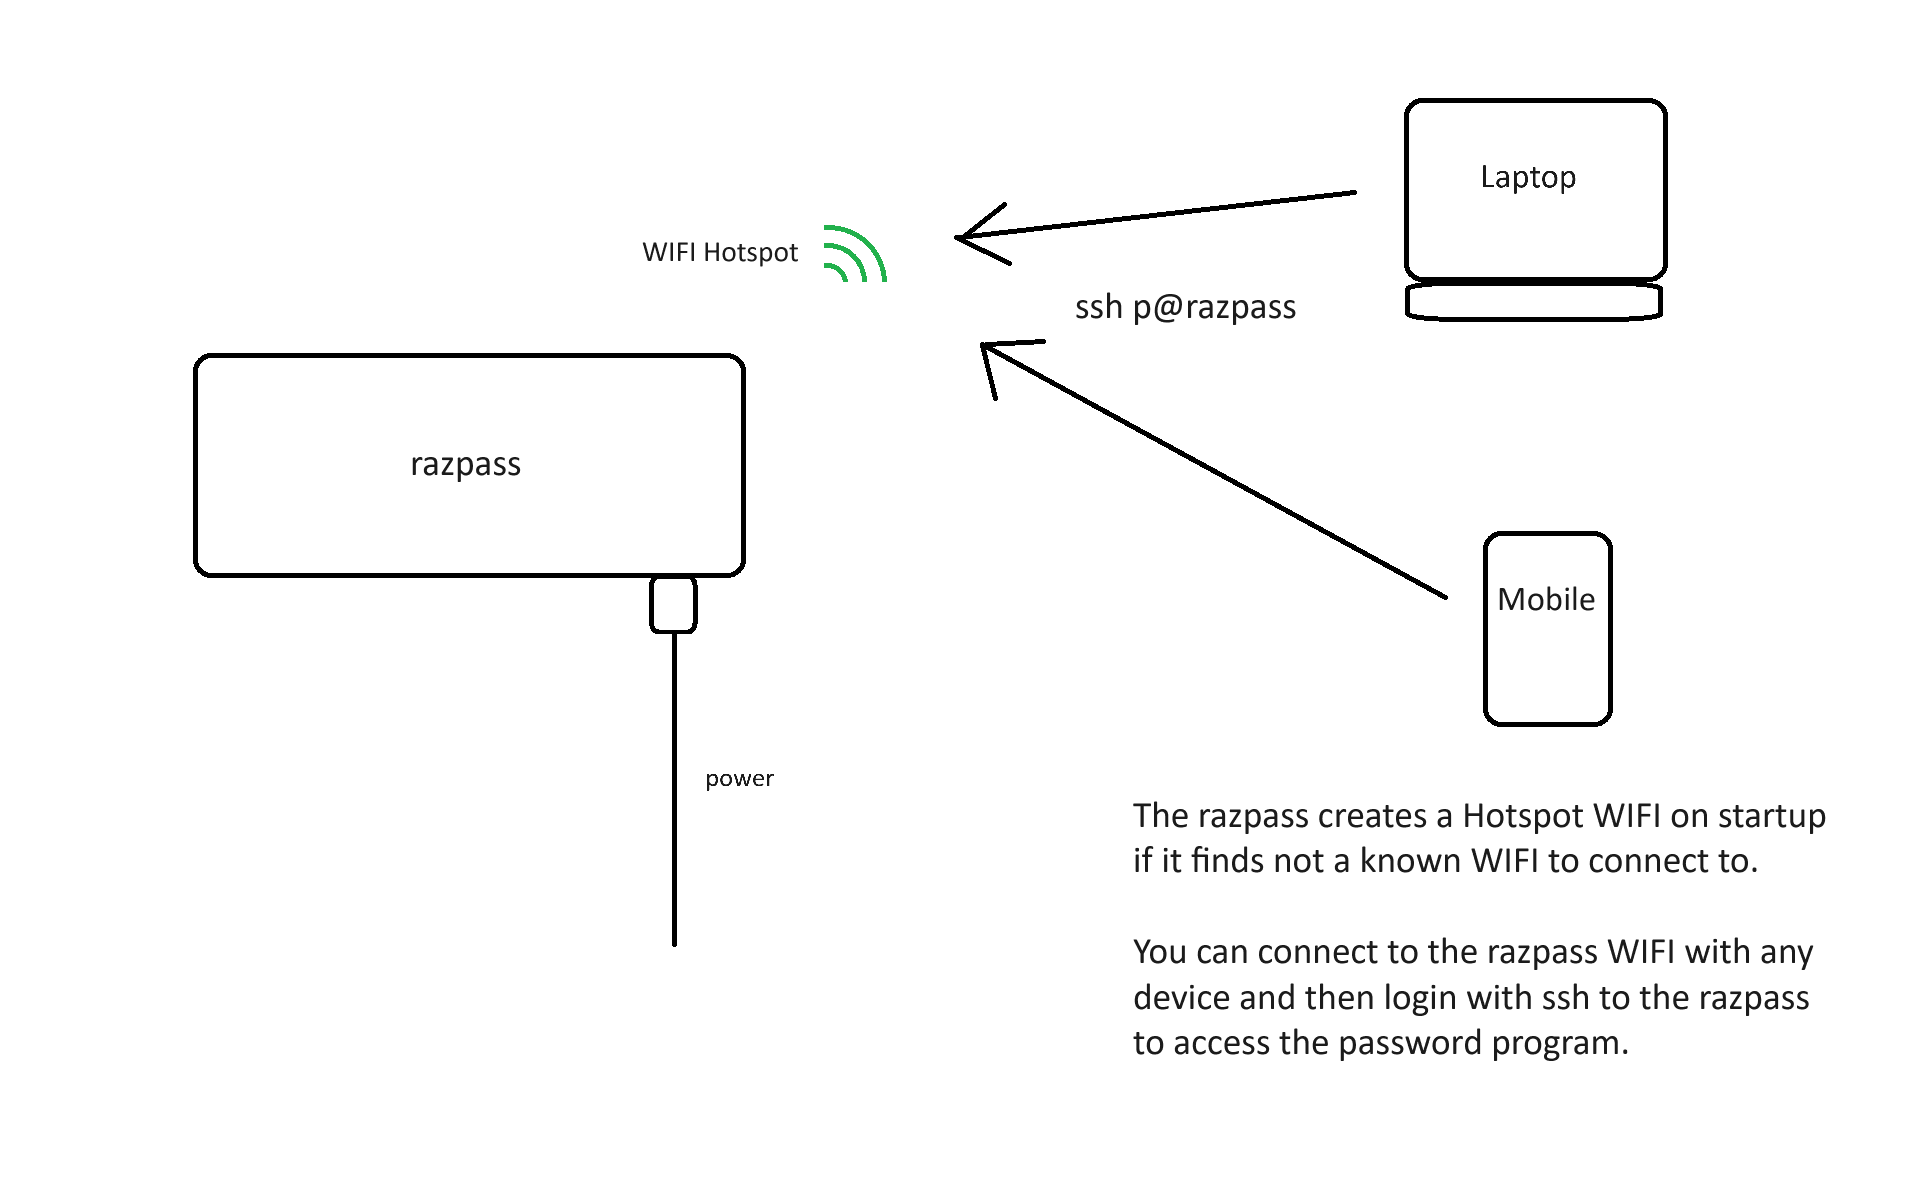 Laptop
WIFI Hotspot
ssh p@razpass
razpass
Mobile
power
The razpass creates a Hotspot WIFI on startup
if it finds not a known WIFI to connect to.
You can connect to the razpass WIFI with any
device and then login with ssh to the razpass
to access the password program.